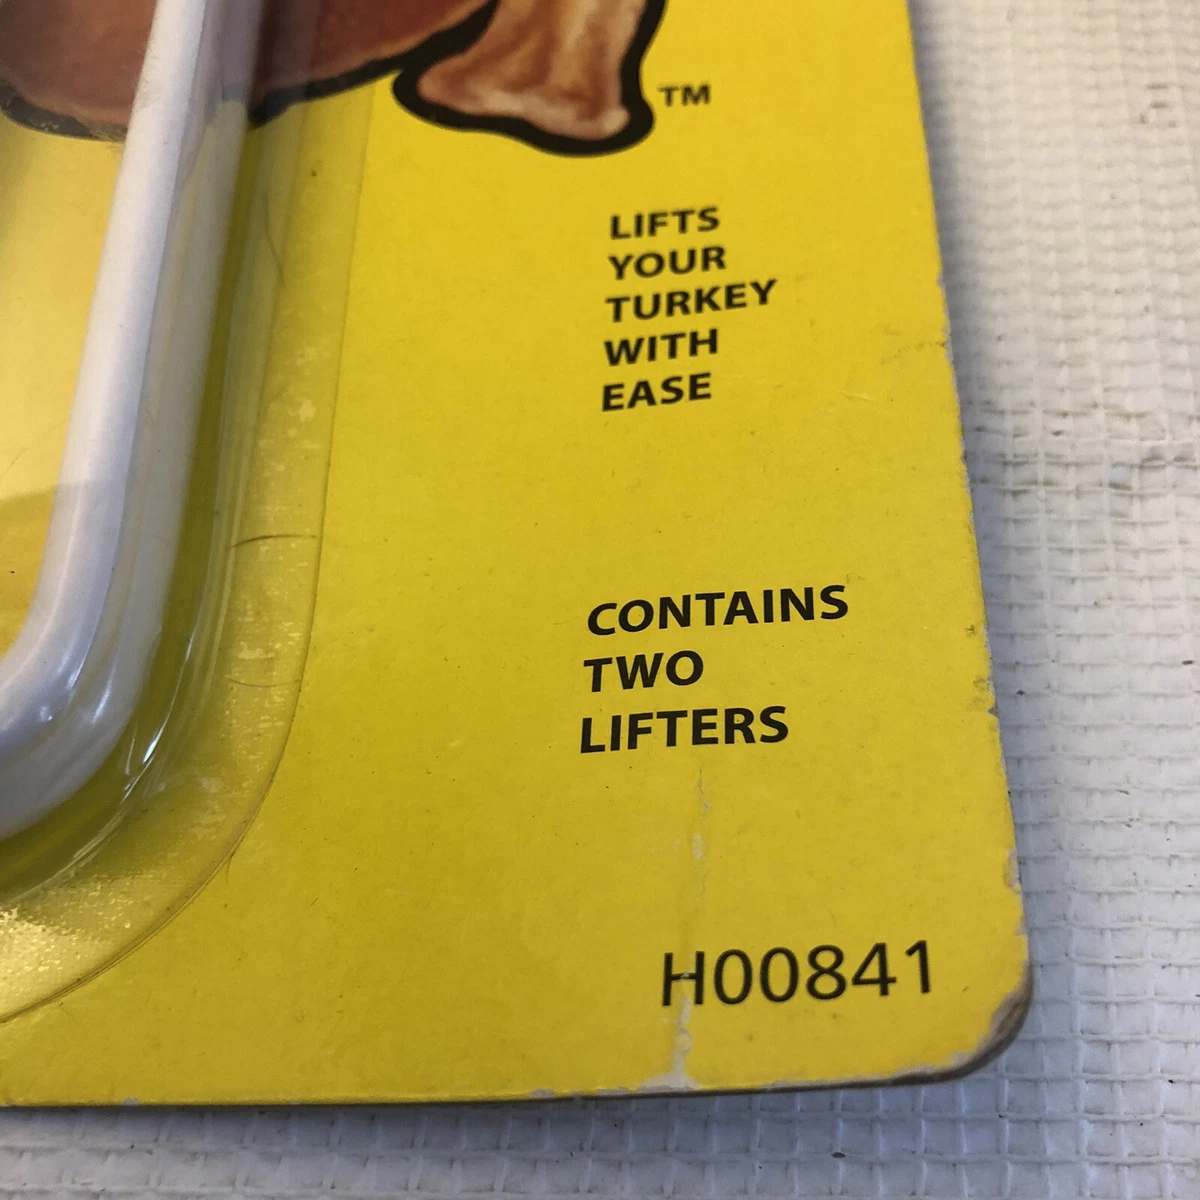 TM
LIFTS
YOUR
TURKEY
WITH
EASE
CONTAINS
TWO
LIFTERS
H00841